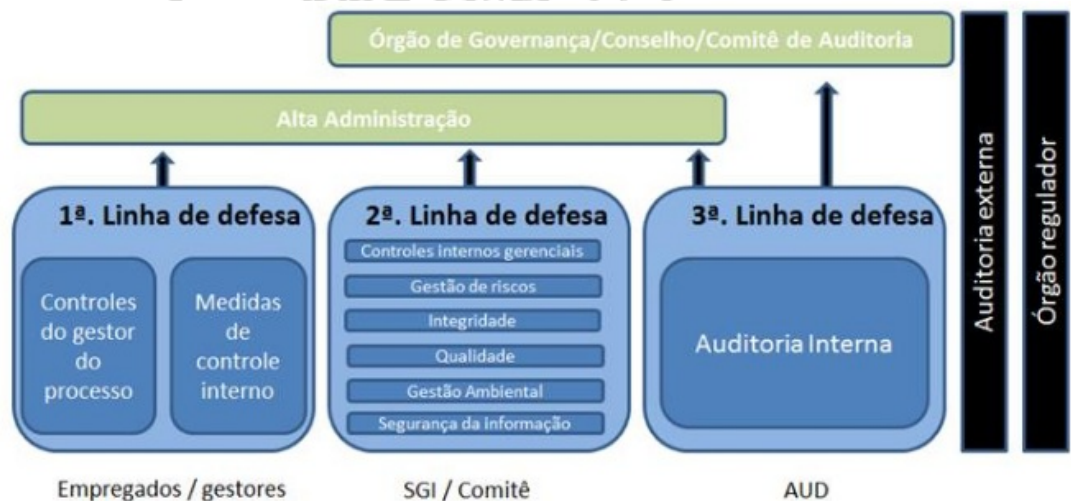 Órgão de Governança/Conselho/Comitê de Auditoria
Alta Administração
1ª. Linha de defesa
Controles
do gestor
do
processo
Medidas
de
controle
interno
Empregados / gestores
2ª. Linha de defesa
Controles internos gerenciais
Gestão de riscos
Integridade
Qualidade
Gestão Ambiental
Segurança da informação
SGI / Comitê
3ª. Linha de defesa
Auditoria Interna
AUD
Auditoria externa
Órgão regulador